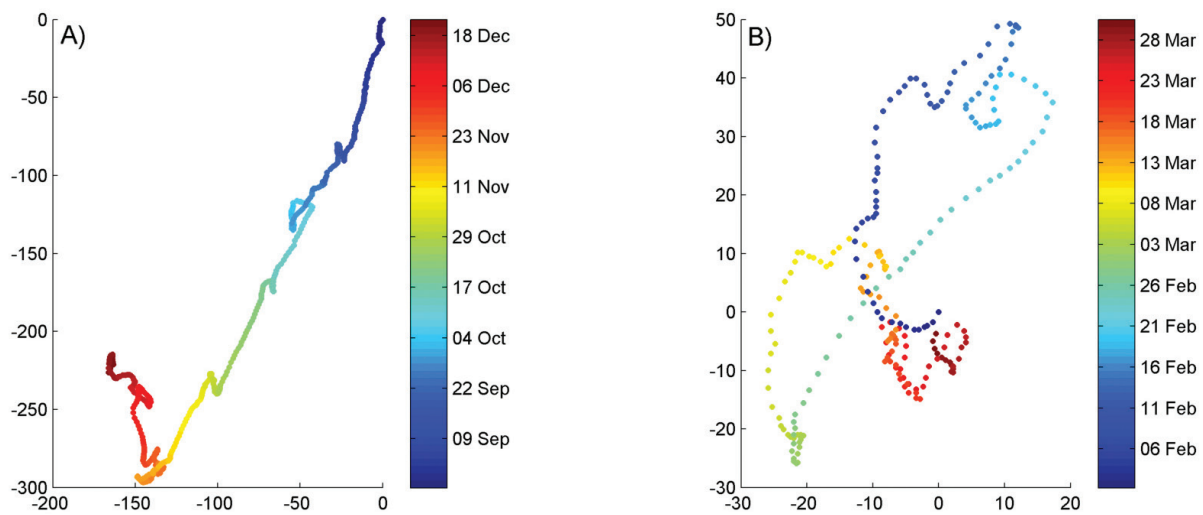 A)
0
-50
-100
-150
-200
-250
-300
-200 -150 -100 -50 0
18 Dec
06 Dec
23 Nov
11 Nov
29 Oct
17 Oct
04 Oct
22 Sep
09 Sep
B)
50
40
30
20
10
0
-10
-20
-30
-30 -20 -10 0 10 20
28 Mar
23 Mar
18 Mar
13 Mar
08 Mar
03 Mar
26 Feb
21 Feb
16 Feb
11 Feb
06 Feb